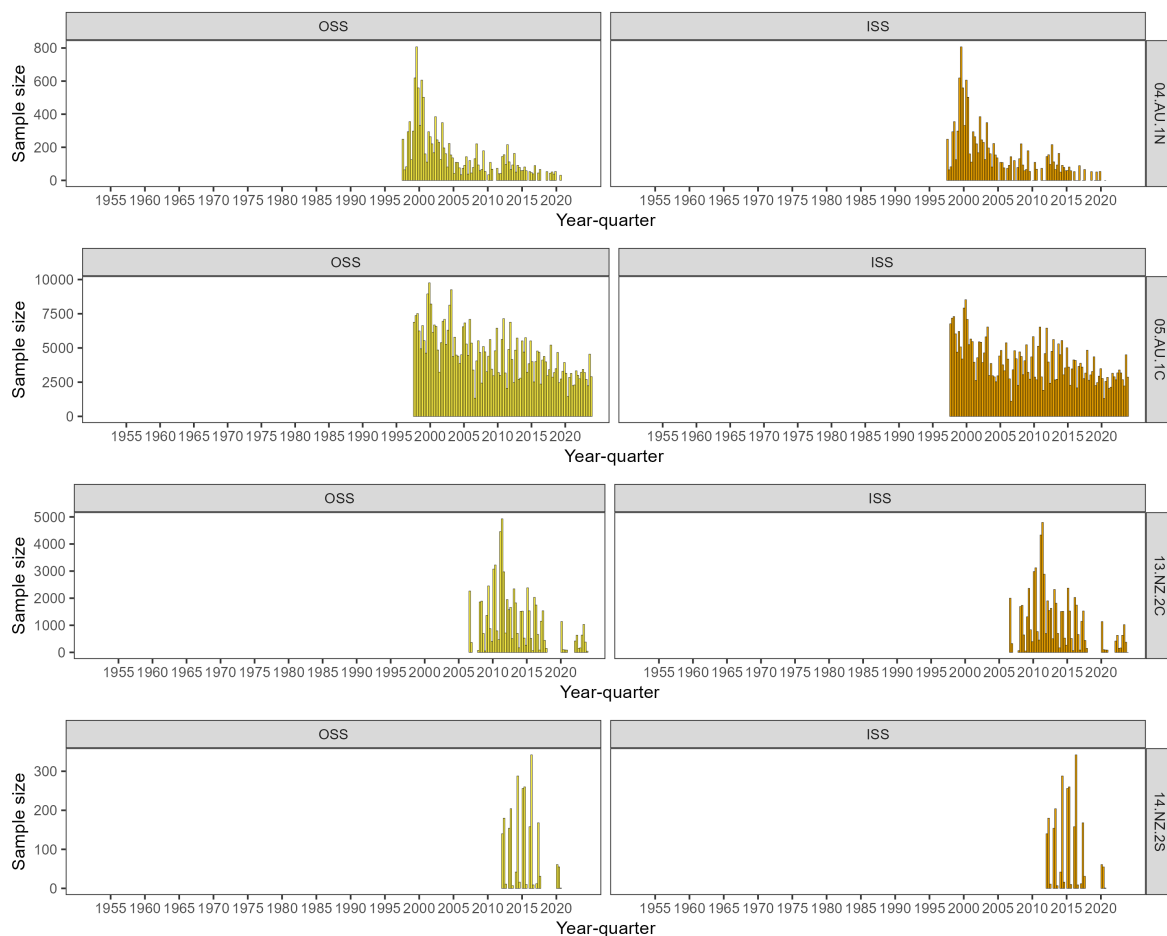 OSS ISS
800
600
400
200
0
Sample size
04.AU.1N
1955 1960 1965 1970 1975 1980 1985 1990 1995 2000 2005 2010 2015 2020 1955 1960 1965 1970 1975 1980 1985 1990 1995 2000 2005 2010 2015 2020
Year-quarter
OSS ISS
10000
7500
5000
2500
0
Sample size
05.AU.1C
1955 1960 1965 1970 1975 1980 1985 1990 1995 2000 2005 2010 2015 2020 1955 1960 1965 1970 1975 1980 1985 1990 1995 2000 2005 2010 2015 2020
Year-quarter
OSS ISS
5000
4000
3000
2000
1000
0
Sample size
13.NZ.2C
1955 1960 1965 1970 1975 1980 1985 1990 1995 2000 2005 2010 2015 2020 1955 1960 1965 1970 1975 1980 1985 1990 1995 2000 2005 2010 2015 2020
Year-quarter
OSS ISS
300
200
100
0
Sample size
14.NZ.2S
1955 1960 1965 1970 1975 1980 1985 1990 1995 2000 2005 2010 2015 2020 1955 1960 1965 1970 1975 1980 1985 1990 1995 2000 2005 2010 2015 2020
Year-quarter